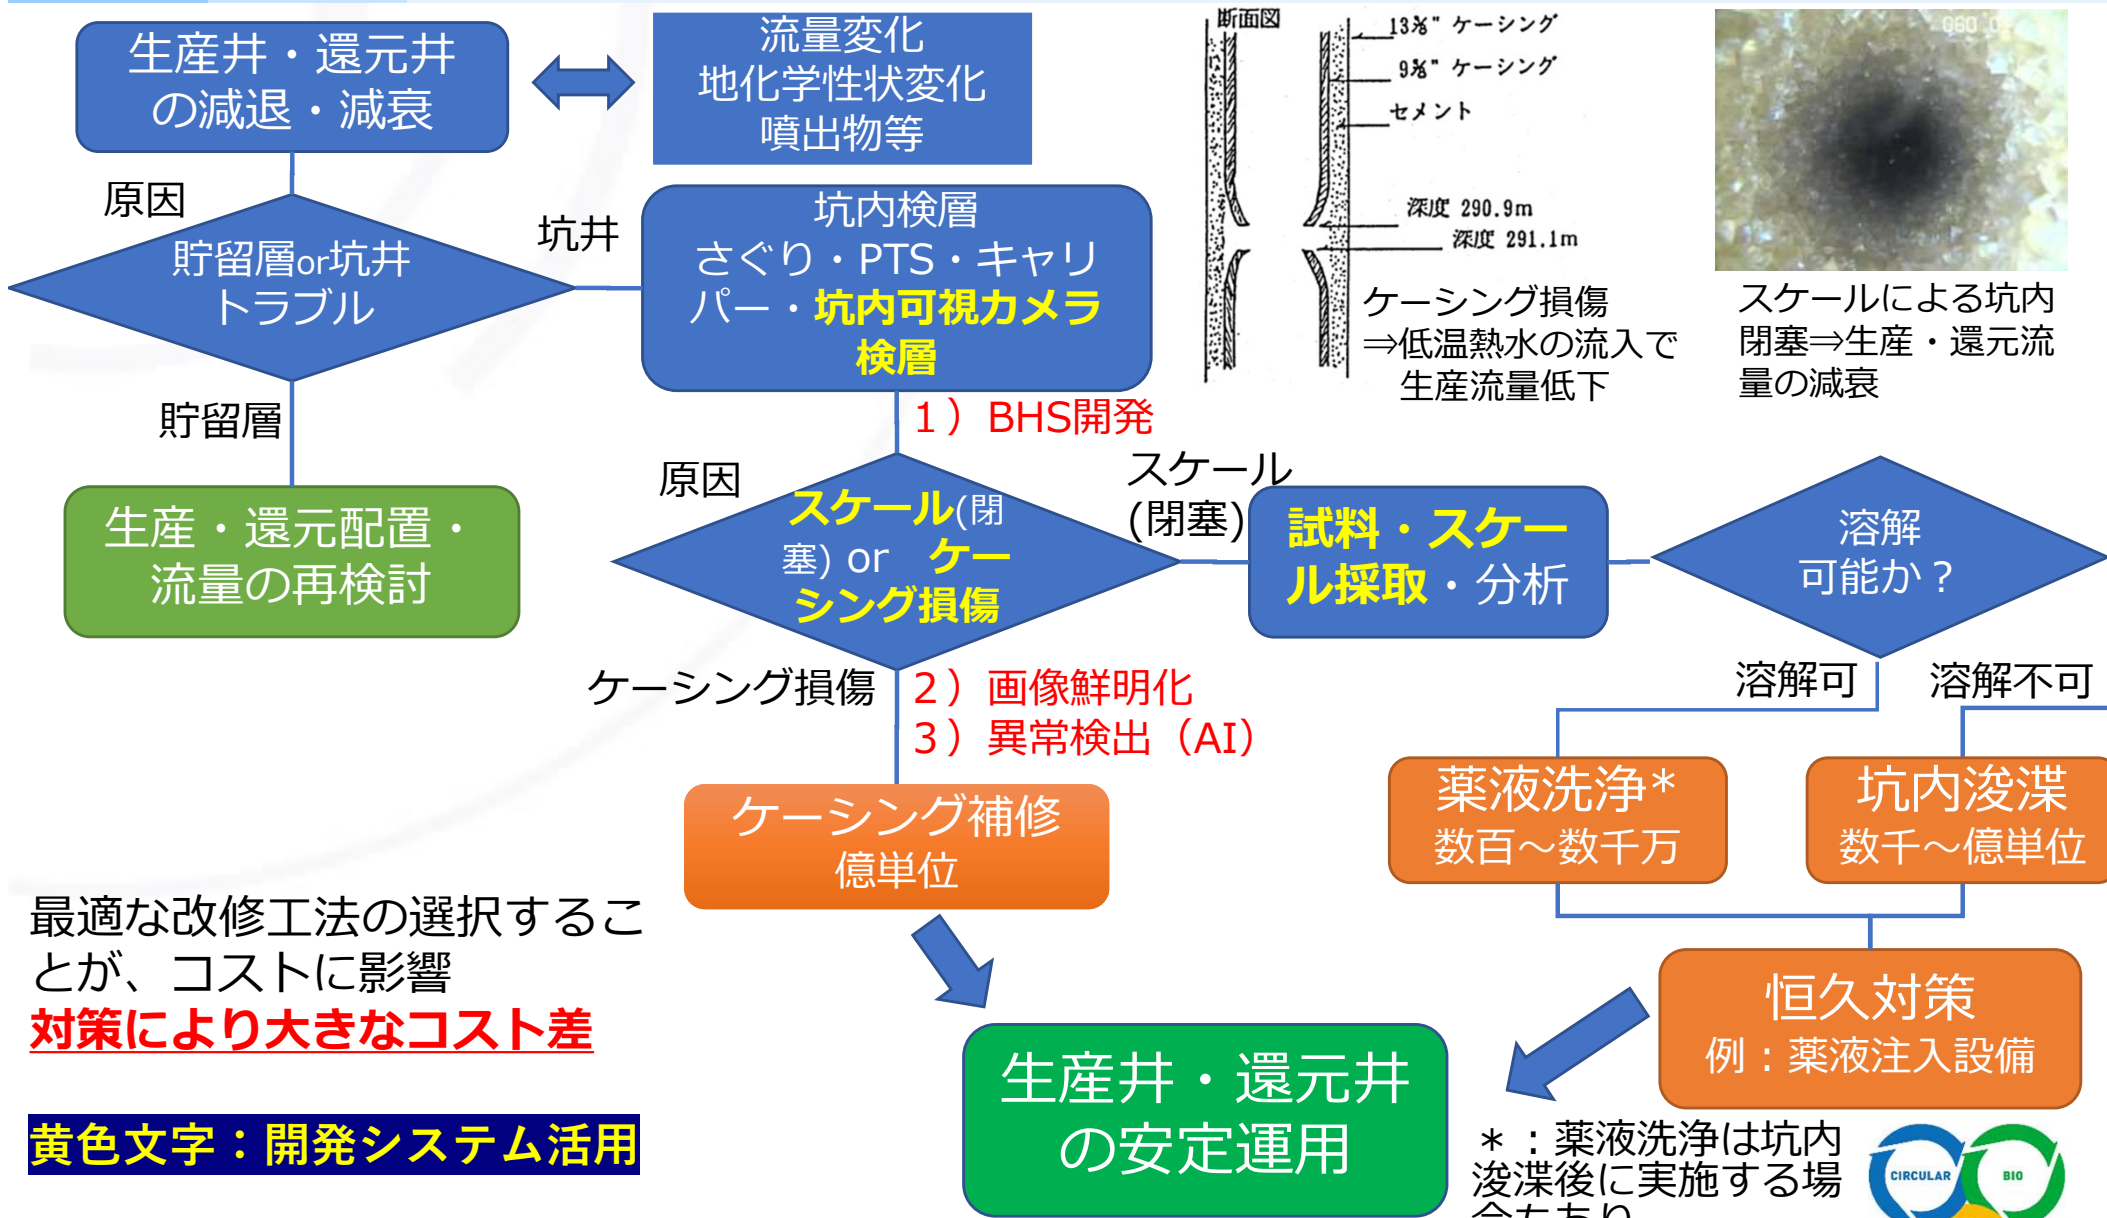 生産井・還元井
の減退・減衰
流量変化
地化学性状変化
噴出物等
断面図
13⅜" ケーシング
9⅝" ケーシング
セメント
深度 290.9m
深度 291.1m
ケーシング損傷
⇒低温熱水の流入で
生産流量低下
スケールによる坑内
閉塞⇒生産・還元流
量の減衰
原因
貯留層or坑井
トラブル
坑井
坑内検層
さぐり・PTS・キャリ
パー・坑内可視カメラ
検層
貯留層
1）BHS開発
生産・還元配置・
流量の再検討
原因
スケール(閉
塞) or ケー
シング損傷
スケール
(閉塞)
試料・スケー
ル採取・分析
溶解
可能か？
ケーシング損傷
2）画像鮮明化
3）異常検出（AI）
溶解可
溶解不可
ケーシング補修
億単位
薬液洗浄*
数百～数千万
坑内浚渫
数千～億単位
最適な改修工法の選択するこ
とが、コストに影響
対策により大きなコスト差
恒久対策
例：薬液注入設備
生産井・還元井
の安定運用
黄色文字：開発システム活用
*：薬液洗浄は坑内
浚渫後に実施する場
合もあり
CIRCULAR
BIO